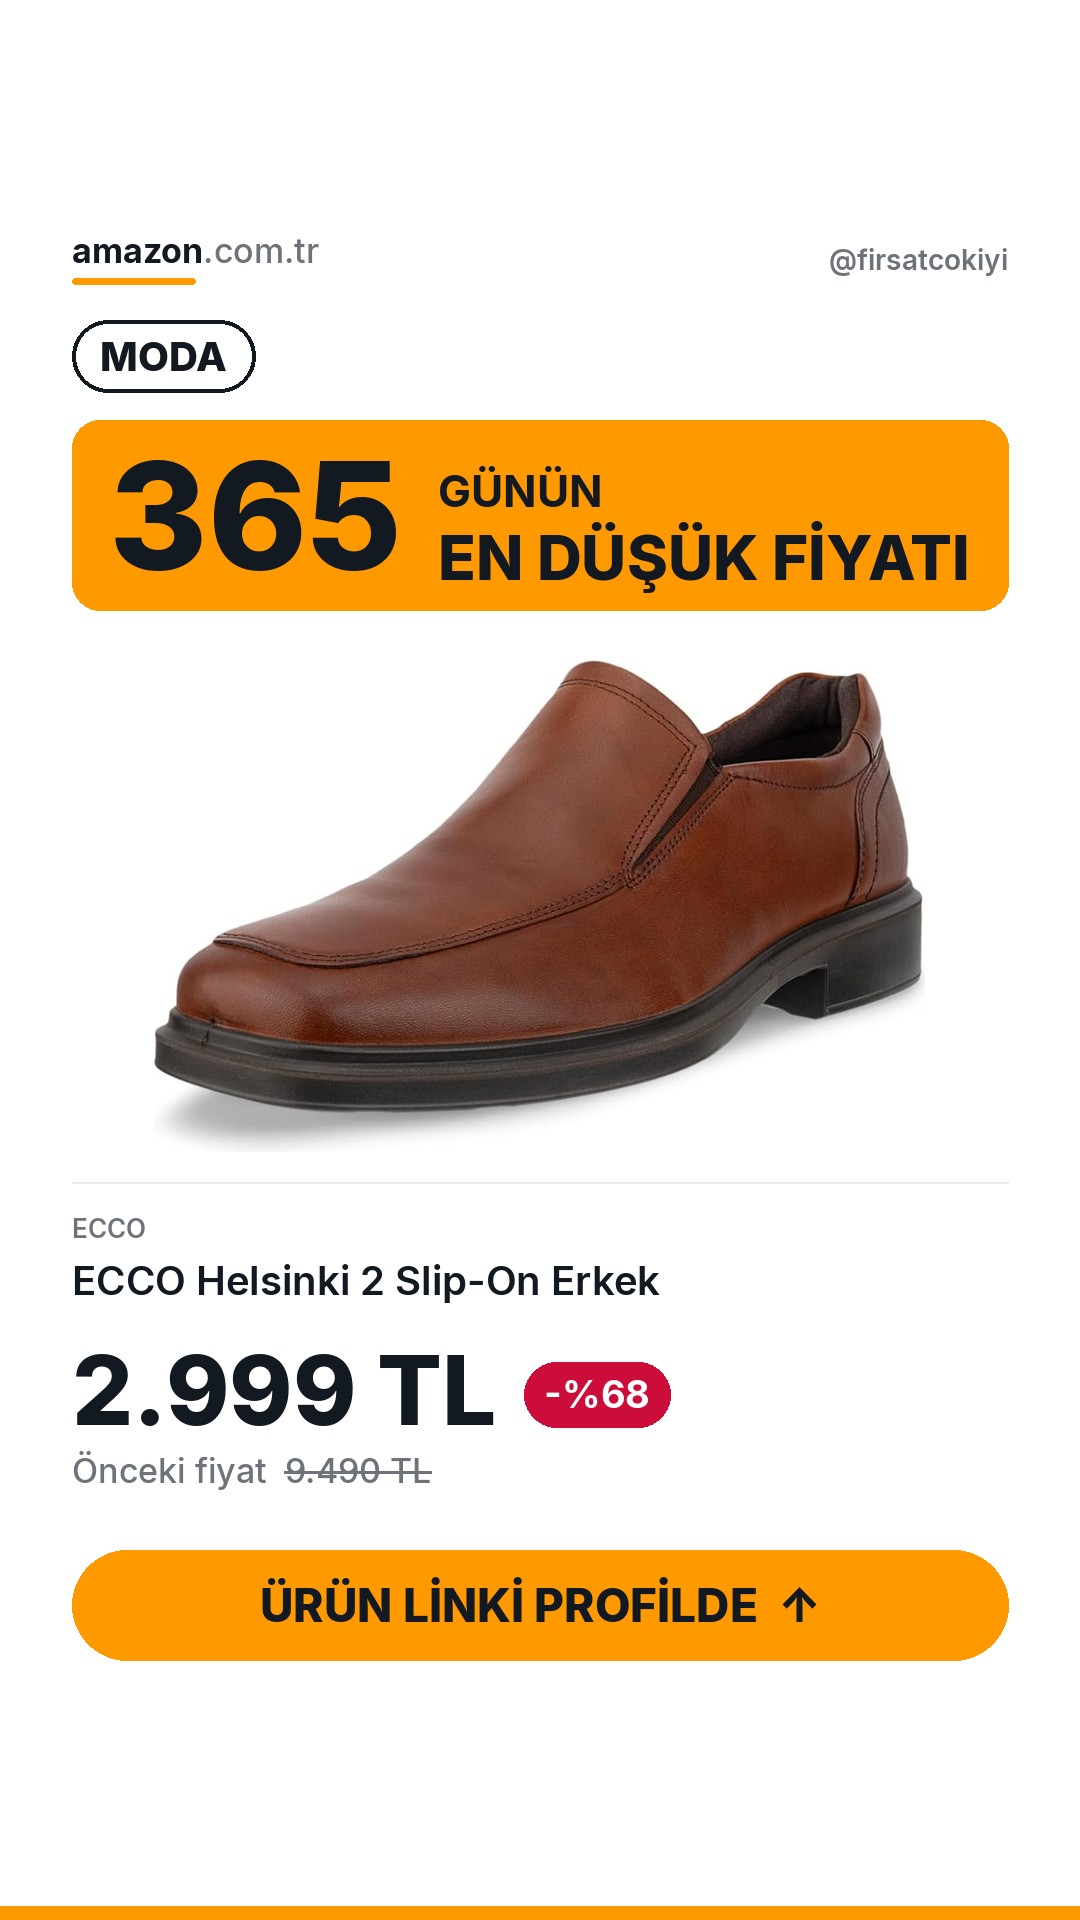 amazon.com.tr
@firsatcokiyi
MODA
365 GÜNÜN
EN DÜŞÜK FİYATI
ECCO
ECCO Helsinki 2 Slip-On Erkek
2.999 TL -%68
Önceki fiyat 9.490 TL
ÜRÜN LİNKİ PROFİLDE ↑